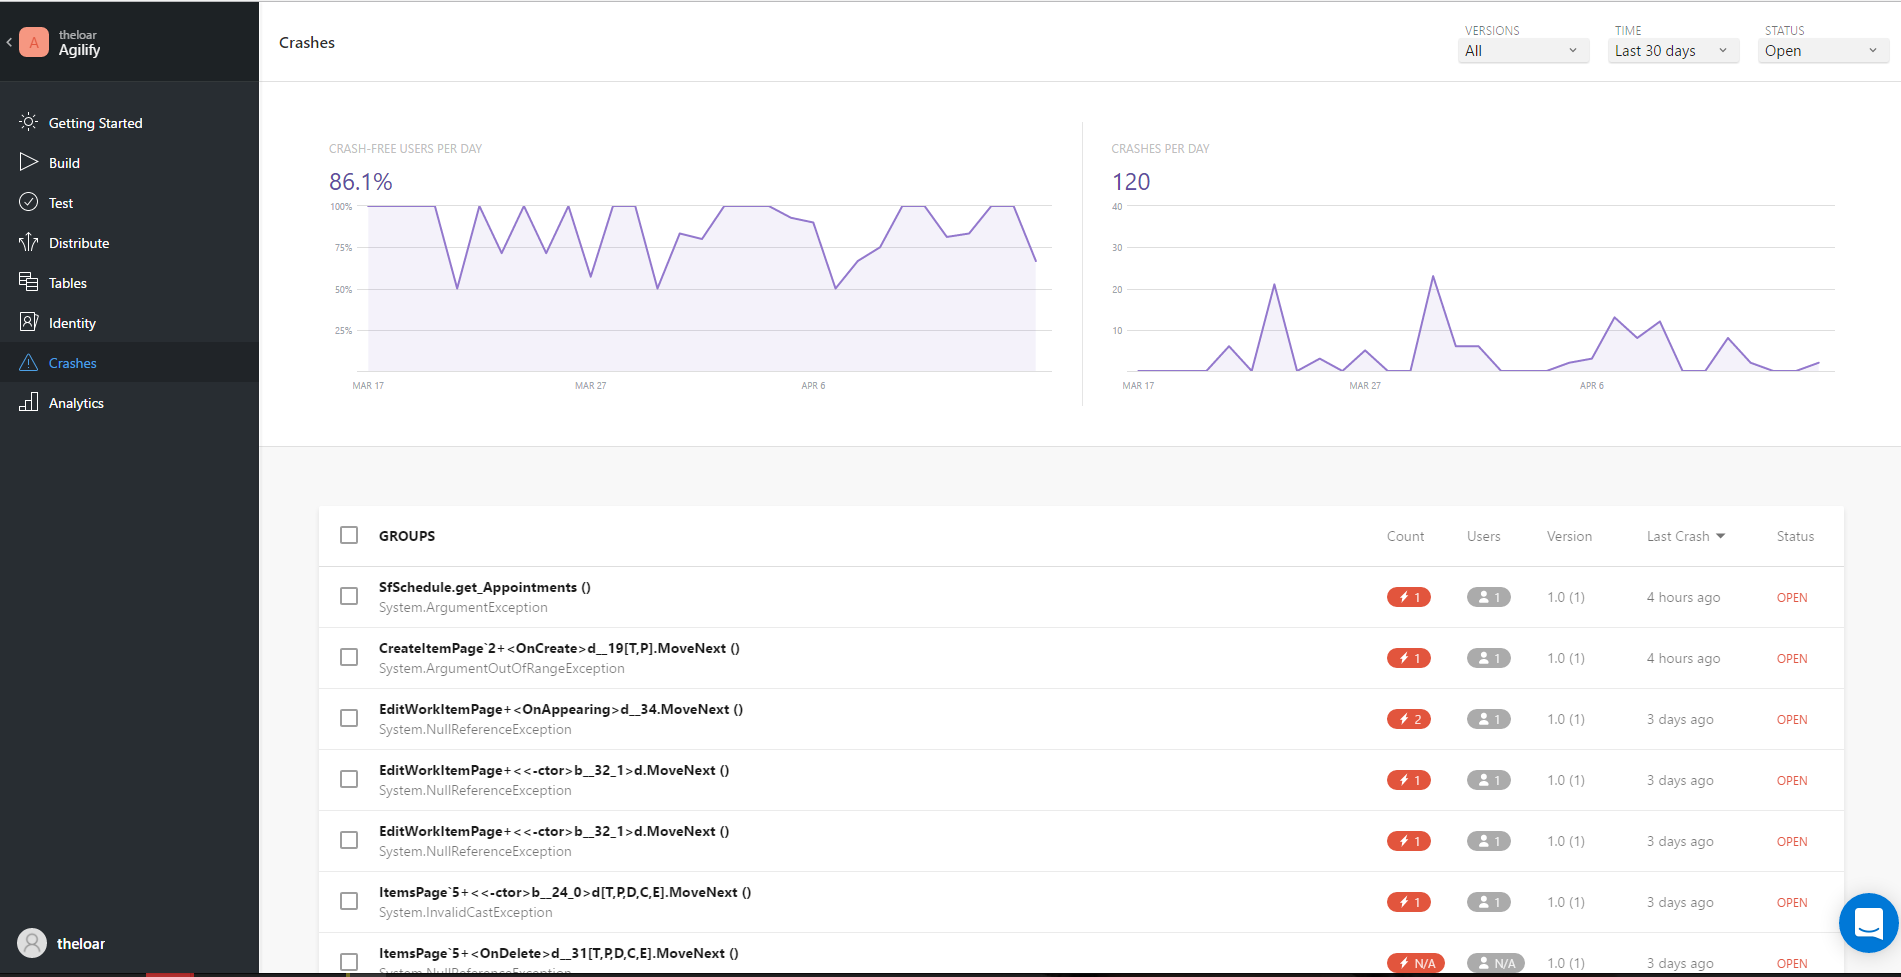 theloar
Agilify
A
Getting Started
Build
Test
Distribute
Tables
Identity
Crashes
Analytics
theloar
Crashes
VERSIONS
All
TIME
Last 30 days
STATUS
Open
CRASH-FREE USERS PER DAY
86.1%
100%
75%
50%
25%
MAR 17 MAR 27 APR 6
CRASHES PER DAY
120
40
30
20
10
MAR 17 MAR 27 APR 6
GROUPS Count Users Version Last Crash Status
SfSchedule.get_Appointments ()
System.ArgumentException
1 1 1.0 (1) 4 hours ago OPEN
CreateItemPage`2+<OnCreate>d__19[T,P].MoveNext ()
System.ArgumentOutOfRangeException
1 1 1.0 (1) 4 hours ago OPEN
EditWorkItemPage+<OnAppearing>d__34.MoveNext ()
System.NullReferenceException
2 1 1.0 (1) 3 days ago OPEN
EditWorkItemPage+<<-ctor>b__32_1>d.MoveNext ()
System.NullReferenceException
1 1 1.0 (1) 3 days ago OPEN
EditWorkItemPage+<<-ctor>b__32_1>d.MoveNext ()
System.NullReferenceException
1 1 1.0 (1) 3 days ago OPEN
ItemsPage`5+<<-ctor>b__24_0>d[T,P,D,C,E].MoveNext ()
System.InvalidCastException
1 1 1.0 (1) 3 days ago OPEN
ItemsPage`5+<OnDelete>d__31[T,P,D,C,E].MoveNext ()
System.NullReferenceException
N/A N/A 1.0 (1) 3 days ago OPEN